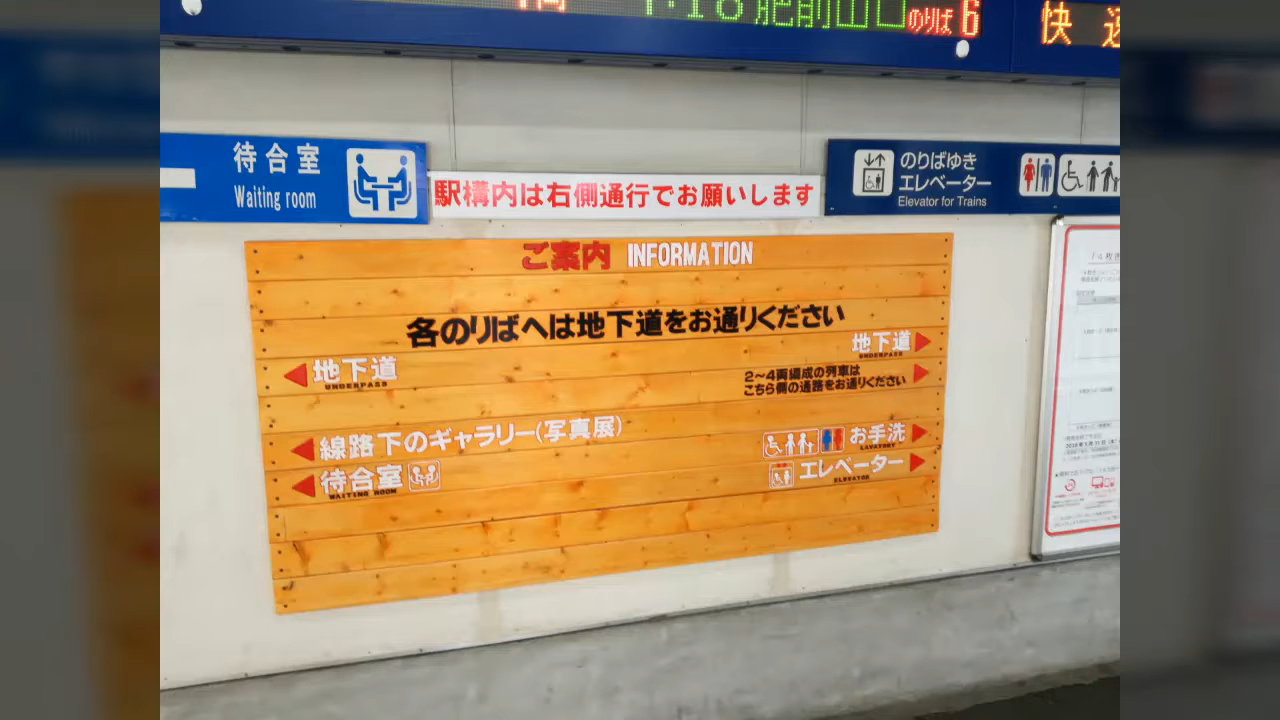 肥前山口 のりば 6 快
待合室
Waiting room
駅構内は右側通行でお願いします
のりばゆき
エレベーター
Elevator for Trains
ご案内 INFORMATION
各のりばへは地下道をお通りください
地下道
UNDERPASS
地下道
UNDERPASS
2〜4両編成の列車は
こちら側の通路をお通りください
線路下のギャラリー(写真展)
待合室
WAITING ROOM
お手洗
LAVATORY
エレベーター
ELEVATOR